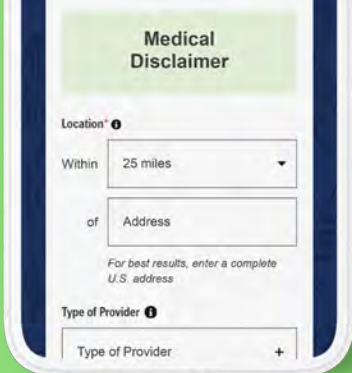 Medical
Disclaimer
Location*
Within
25 miles
of
Address
For best results, enter a complete
U.S. address
Type of Provider
Type of Provider +